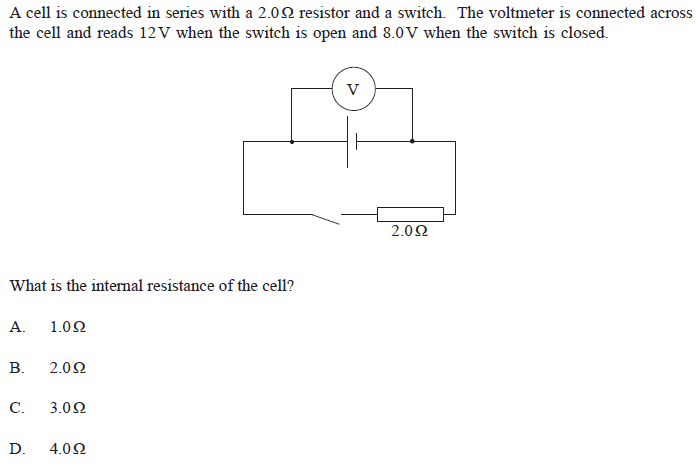 A cell is connected in series with a 2.0Ω resistor and a switch. The voltmeter is connected across
the cell and reads 12V when the switch is open and 8.0V when the switch is closed.
V
2.0Ω
What is the internal resistance of the cell?
A. 1.0Ω
B. 2.0Ω
C. 3.0Ω
D. 4.0Ω